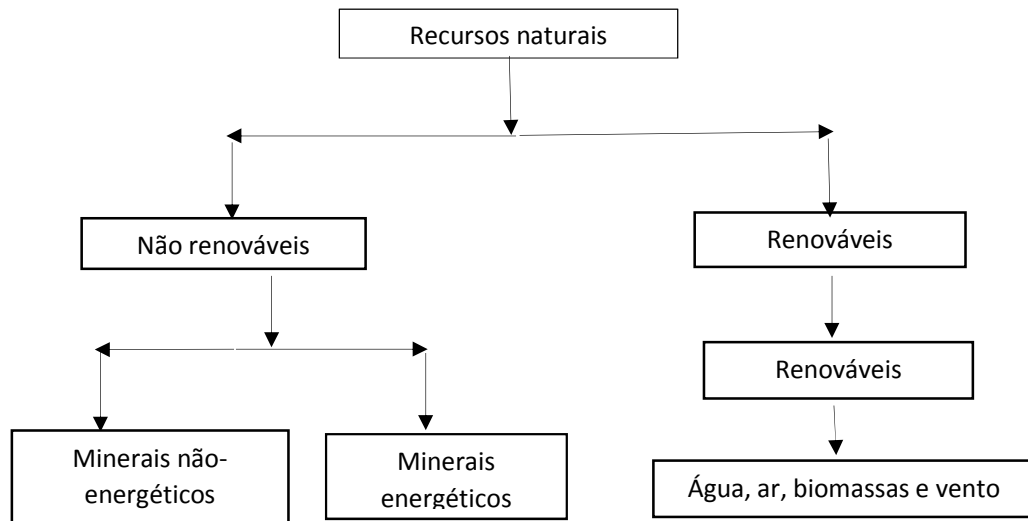 Recursos naturais
Não renováveis
Renováveis
Renováveis
Minerais não-
energéticos
Minerais
energéticos
Água, ar, biomassas e vento